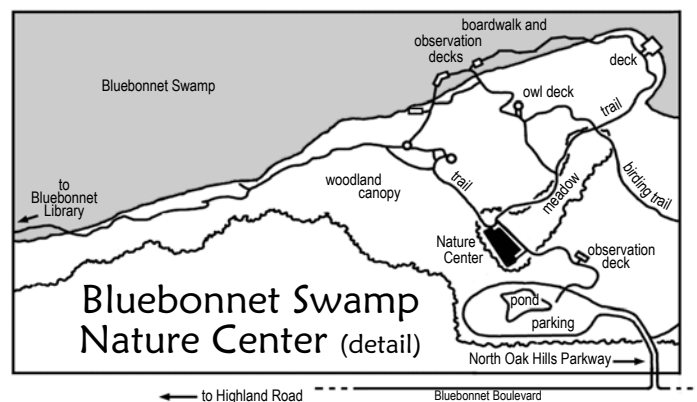 boardwalk and
observation
decks
deck
Bluebonnet Swamp
owl deck
trail
to
Bluebonnet
Library
woodland
canopy
trail
meadow
birding trail
Nature
Center
observation
deck
Bluebonnet Swamp
Nature Center (detail)
pond
parking
North Oak Hills Parkway
to Highland Road
Bluebonnet Boulevard